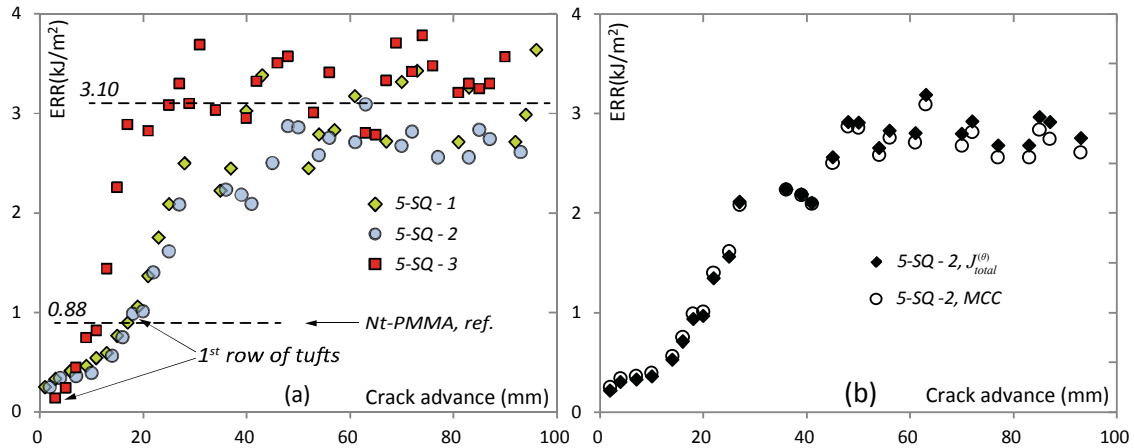 ERR(kJ/m²)
4
3
2
1
0
3.10
0.88
5-SQ - 1
5-SQ - 2
5-SQ - 3
Nt-PMMA, ref.
1st row of tufts
(a)
Crack advance (mm)
0 20 40 60 80 100
ERR(kJ/m²)
4
3
2
1
0
5-SQ - 2, J(θ)total
5-SQ -2, MCC
(b)
Crack advance (mm)
0 20 40 60 80 100